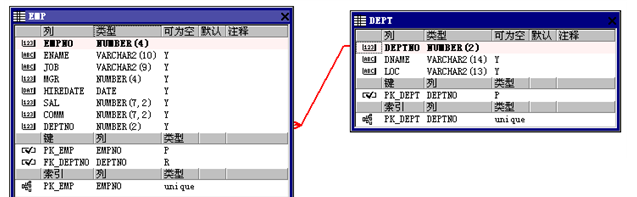 EMP
列 类型 可为空 默认 注释
EMPNO NUMBER(4)
ENAME VARCHAR2(10) Y
JOB VARCHAR2(9) Y
MGR NUMBER(4) Y
HIREDATE DATE Y
SAL NUMBER(7,2) Y
COMM NUMBER(7,2) Y
DEPTNO NUMBER(2) Y
键 列 类型
PK_EMP EMPNO P
FK_DEPTNO DEPTNO R
索引 列 类型
PK_EMP EMPNO unique
DEPT
列 类型 可为空 默认 注释
DEPTNO NUMBER(2)
DNAME VARCHAR2(14) Y
LOC VARCHAR2(13) Y
键 列 类型
PK_DEPT DEPTNO P
索引 列 类型
PK_DEPT DEPTNO unique